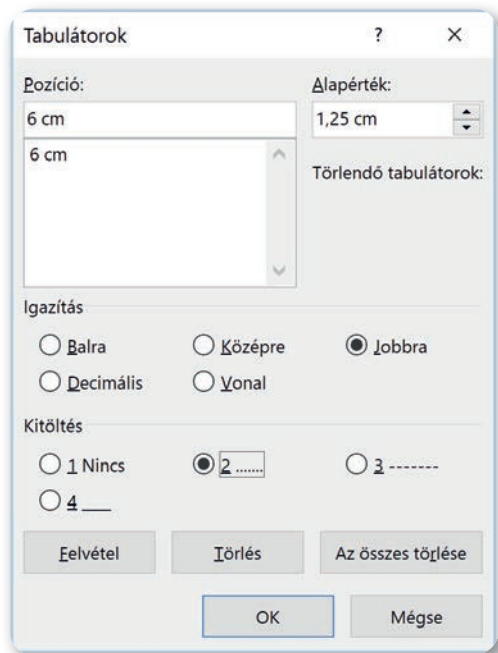 Tabulátorok ? ×
Pozíció: Alapérték:
6 cm 1,25 cm
6 cm
Törlendő tabulátorok:
Igazítás
Balra Középre Jobbra
Decimális Vonal
Kitöltés
1 Nincs 2 ....... 3 -------
4 ___
Felvétel Törlés Az összes törlése
OK Mégse